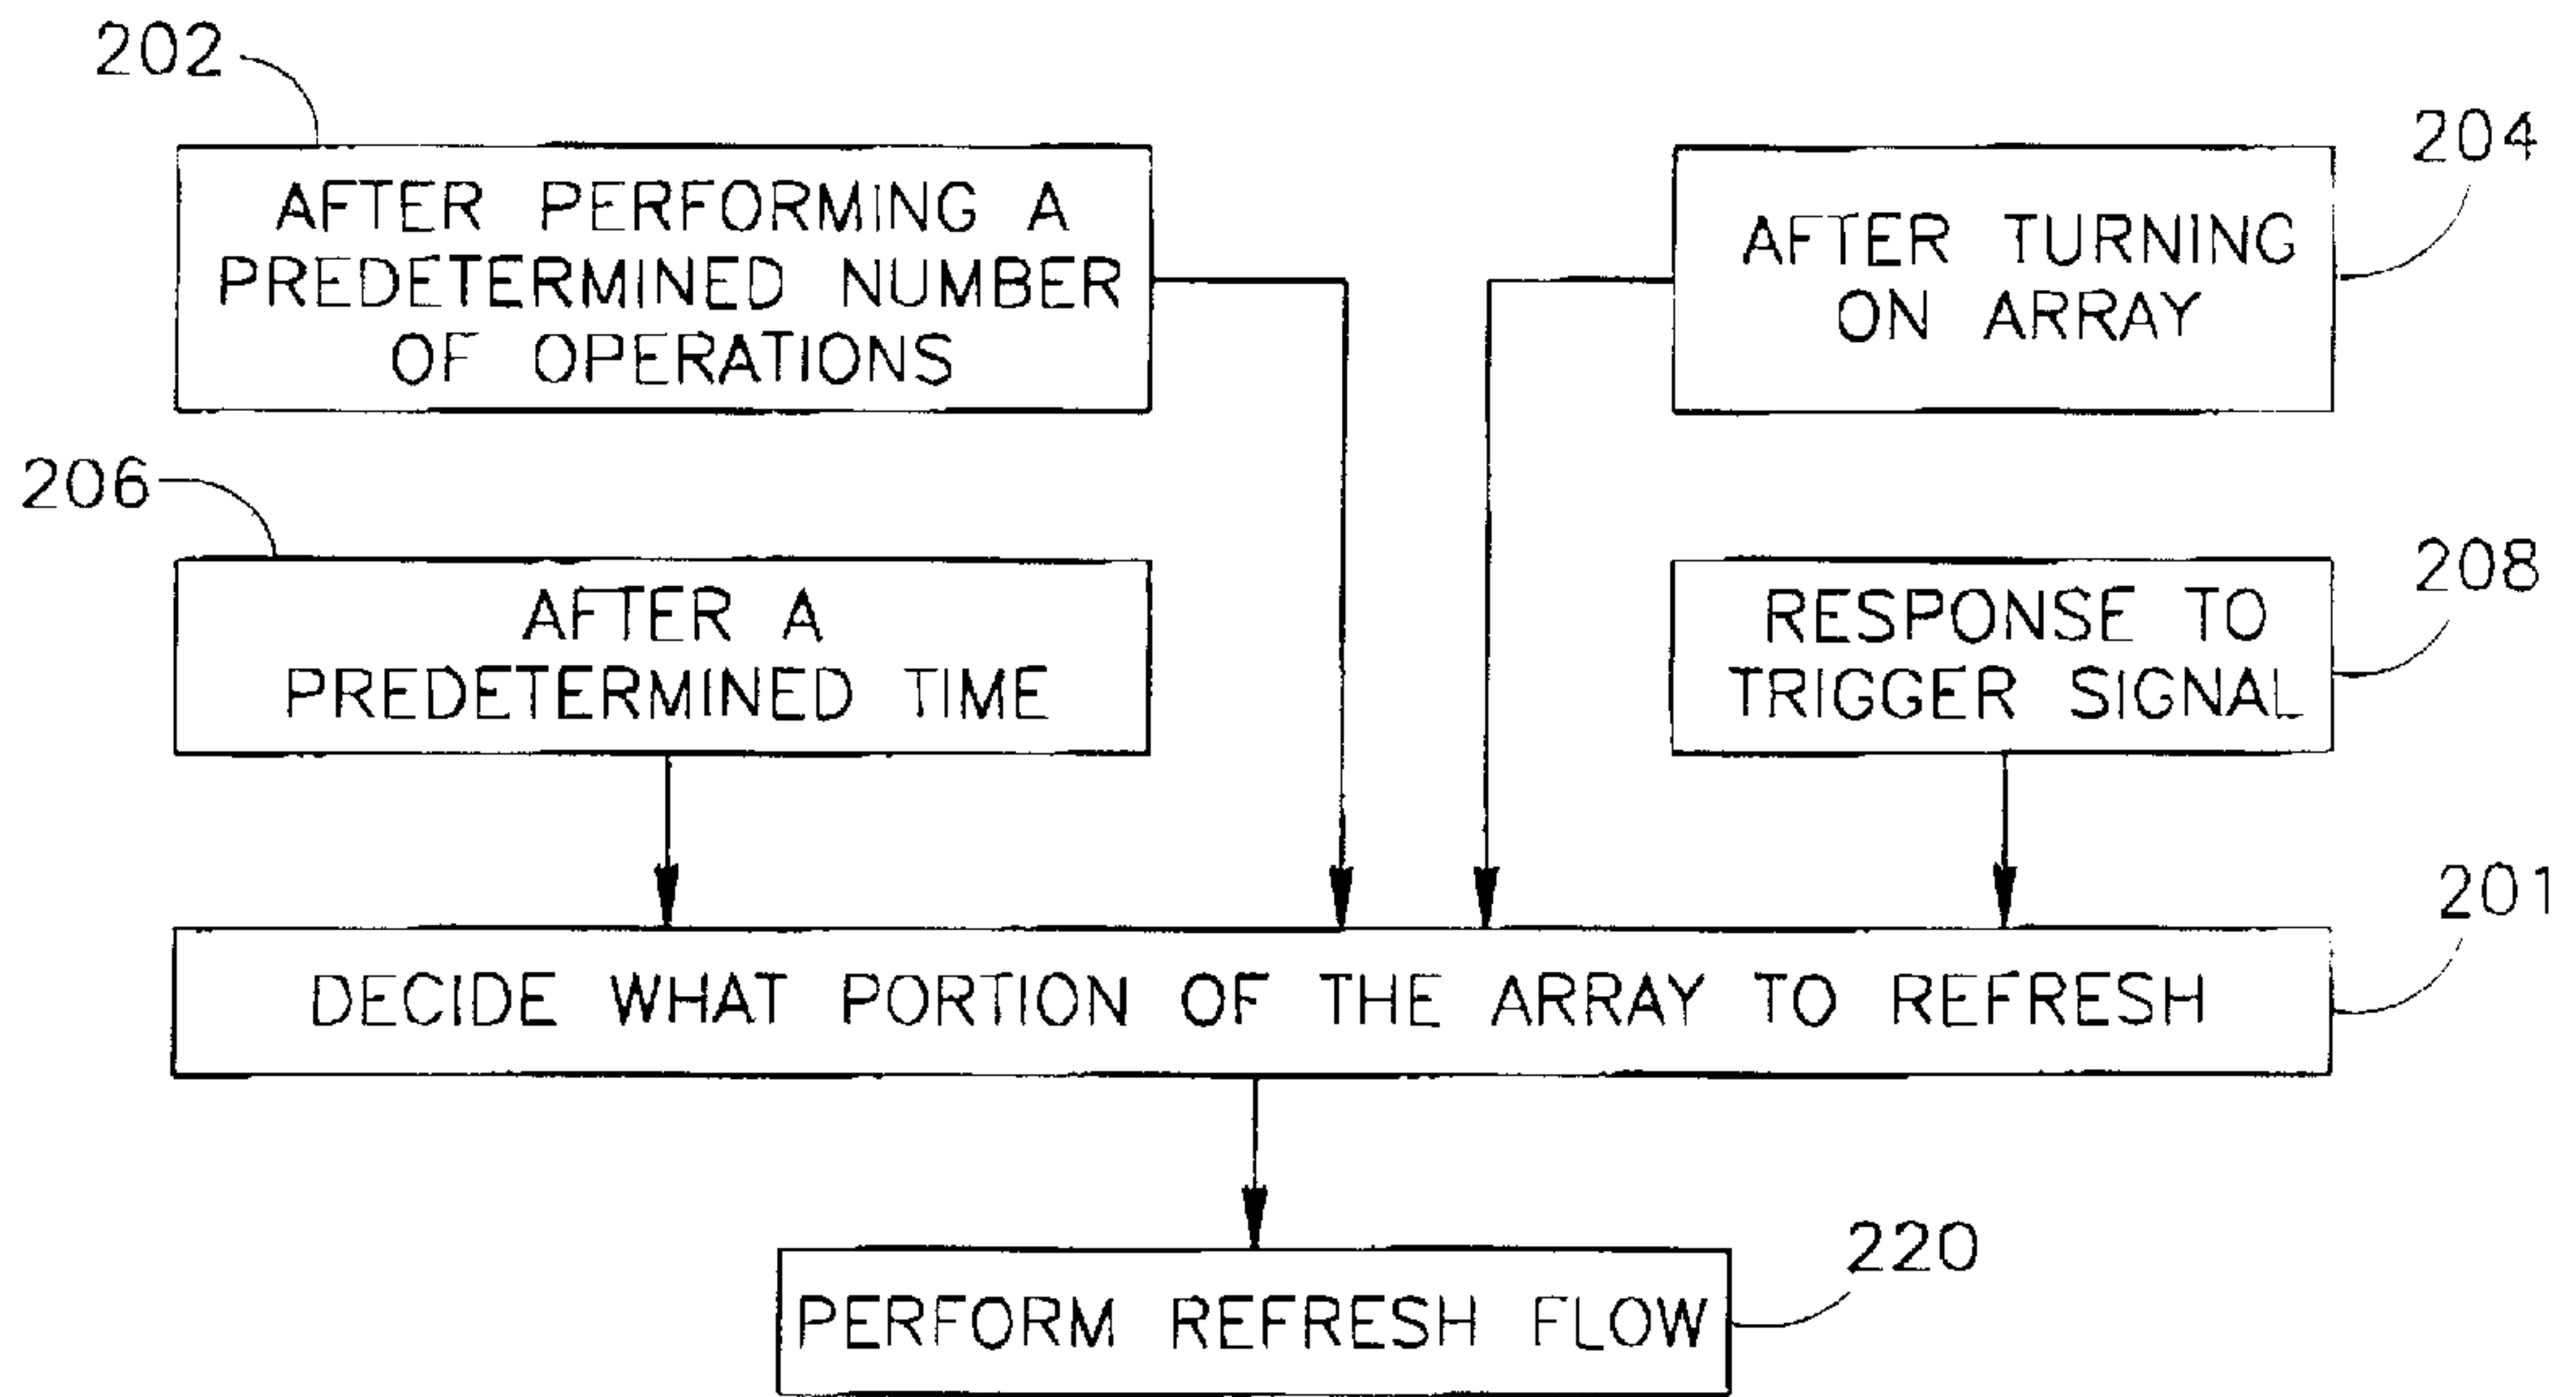 202
AFTER PERFORMING A
PREDETERMINED NUMBER
OF OPERATIONS
204
AFTER TURNING
ON ARRAY
206
AFTER A
PREDETERMINED TIME
208
RESPONSE TO
TRIGGER SIGNAL
201
DECIDE WHAT PORTION OF THE ARRAY TO REFRESH
220
PERFORM REFRESH FLOW